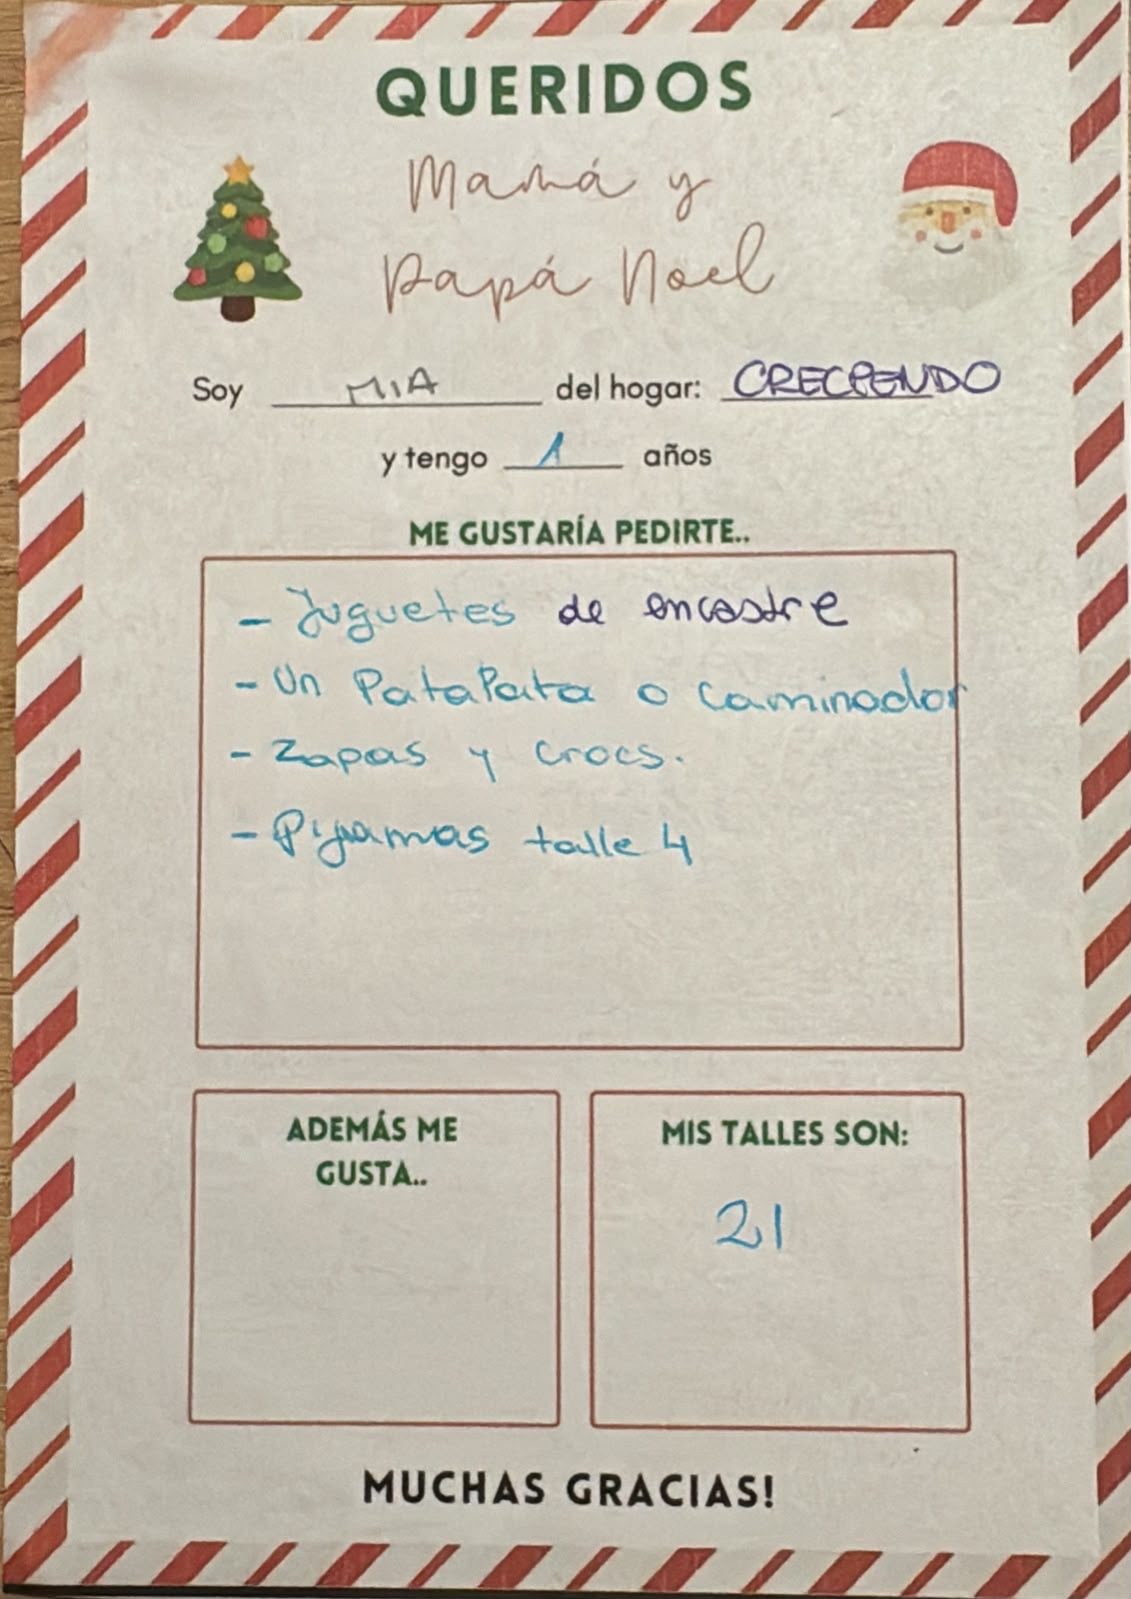 QUERIDOS
Mamá y
Papá Noel
Soy MIA del hogar: CRECIENDO
y tengo 1 años
ME GUSTARÍA PEDIRTE..
- Juguetes de encastre
- Un PataPata o caminador
- Zapas y crocs.
- Pijamas talle 4
ADEMÁS ME
GUSTA..
MIS TALLES SON:
21
MUCHAS GRACIAS!